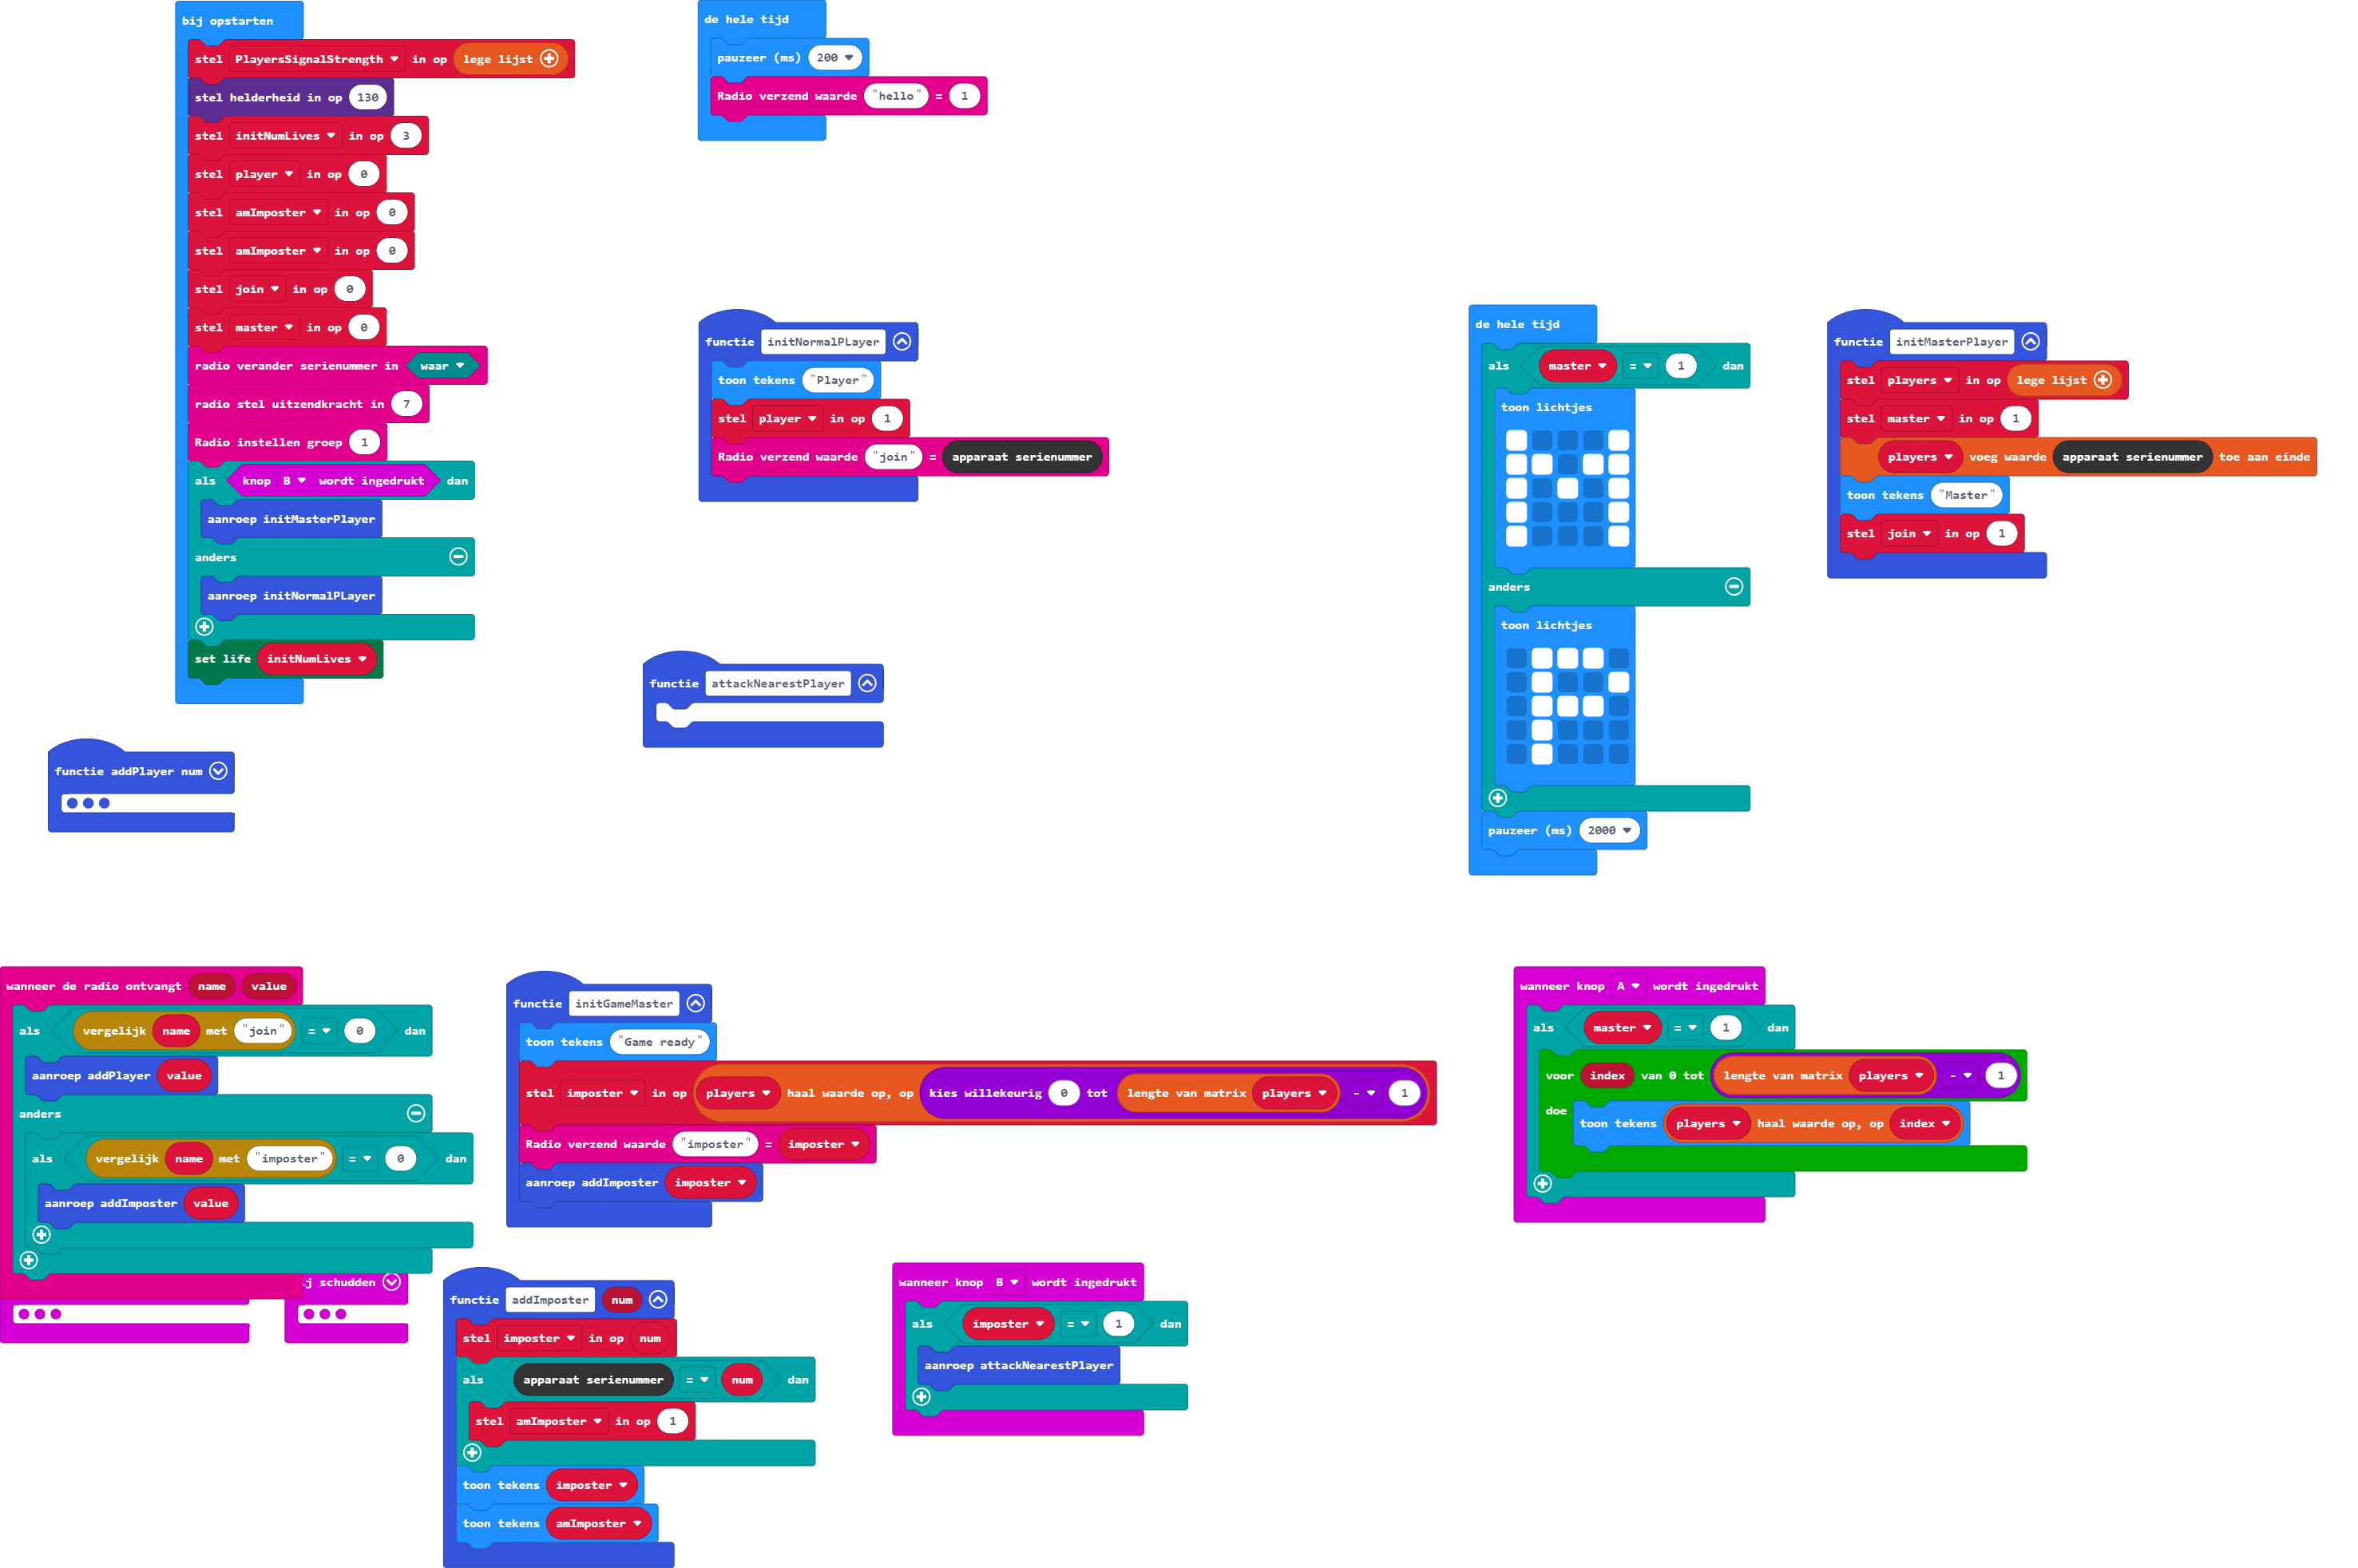 bij opstarten
stel PlayersSignalStrength in op lege lijst
stel helderheid in op 130
stel initNumLives in op 3
stel player in op 0
stel amImposter in op 0
stel amImposter in op 0
stel join in op 0
stel master in op 0
radio verander serienummer in waar
radio stel uitzendkracht in 7
Radio instellen groep 1
als knop B wordt ingedrukt dan
aanroep initMasterPlayer
anders
aanroep initNormalPLayer
set life initNumLives
de hele tijd
pauzeer (ms) 200
Radio verzend waarde "hello" = 1
functie initNormalPLayer
toon tekens "Player"
stel player in op 1
Radio verzend waarde "join" = apparaat serienummer
de hele tijd
als master = 1 dan
toon lichtjes
anders
toon lichtjes
pauzeer (ms) 2000
functie initMasterPlayer
stel players in op lege lijst
stel master in op 1
players voeg waarde apparaat serienummer toe aan einde
toon tekens "Master"
stel join in op 1
functie attackNearestPlayer
functie addPlayer num
wanneer de radio ontvangt name value
als vergelijk name met "join" = 0 dan
aanroep addPlayer value
anders
als vergelijk name met "imposter" = 0 dan
aanroep addImposter value
j schudden
functie initGameMaster
toon tekens "Game ready"
stel imposter in op players haal waarde op, op kies willekeurig 0 tot lengte van matrix players - 1
Radio verzend waarde "imposter" = imposter
aanroep addImposter imposter
wanneer knop A wordt ingedrukt
als master = 1 dan
voor index van 0 tot lengte van matrix players - 1
doe toon tekens players haal waarde op, op index
functie addImposter num
stel imposter in op num
als apparaat serienummer = num dan
stel amImposter in op 1
toon tekens imposter
toon tekens amImposter
wanneer knop B wordt ingedrukt
als imposter = 1 dan
aanroep attackNearestPlayer